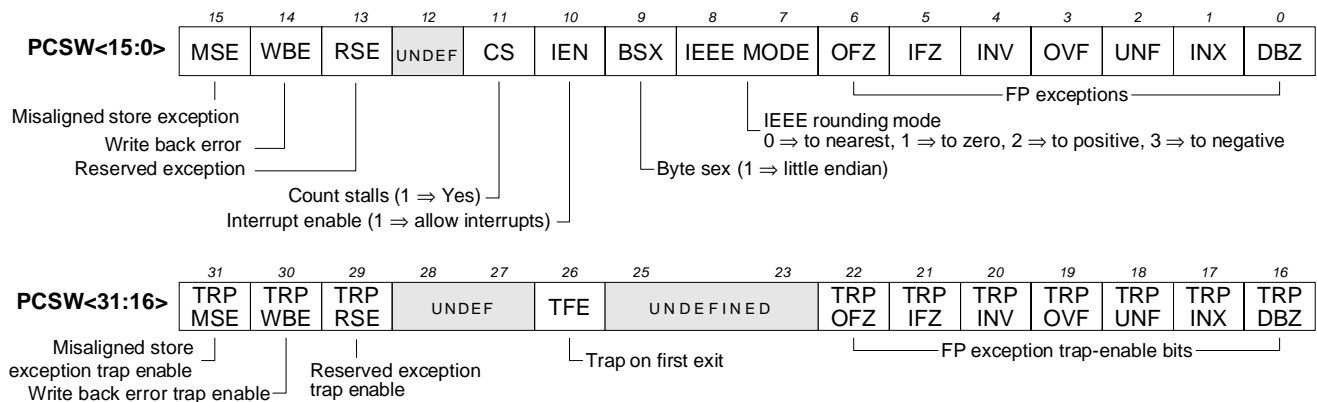 15 14 13 12 11 10 9 8 7 6 5 4 3 2 1 0
PCSW<15:0> MSE WBE RSE UNDEF CS IEN BSX IEEE MODE OFZ IFZ INV OVF UNF INX DBZ
Misaligned store exception
Write back error
Reserved exception
FP exceptions
IEEE rounding mode
0 ⇒ to nearest, 1 ⇒ to zero, 2 ⇒ to positive, 3 ⇒ to negative
Byte sex (1 ⇒ little endian)
Count stalls (1 ⇒ Yes)
Interrupt enable (1 ⇒ allow interrupts)
31 30 29 28 27 26 25 23 22 21 20 19 18 17 16
PCSW<31:16> TRP MSE TRP WBE TRP RSE UNDEF TFE UNDEFINED TRP OFZ TRP IFZ TRP INV TRP OVF TRP UNF TRP INX TRP DBZ
Misaligned store
exception trap enable
Write back error trap enable
Reserved exception
trap enable
Trap on first exit
FP exception trap-enable bits